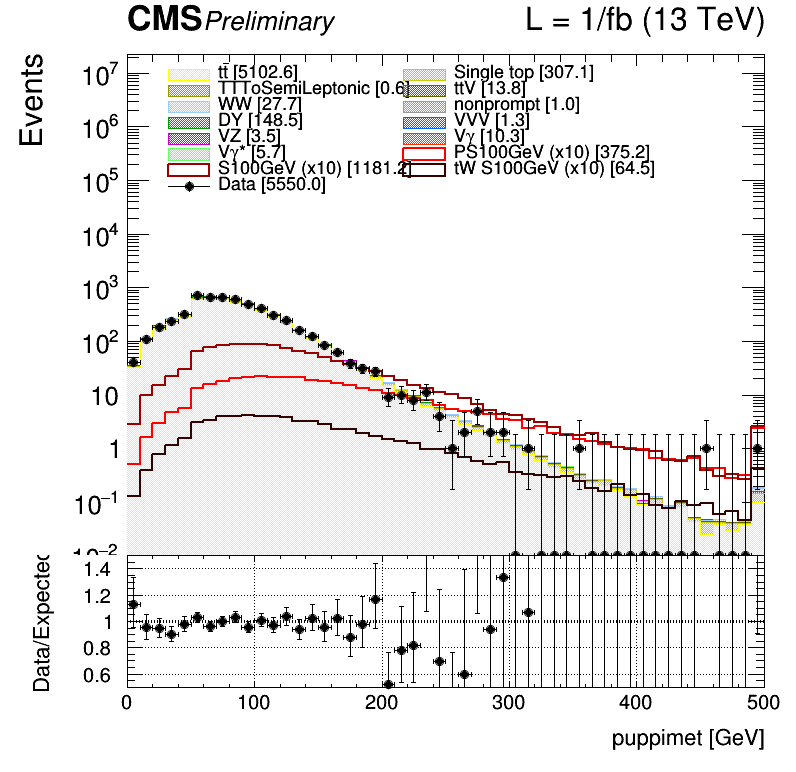 CMS Preliminary L = 1/fb (13 TeV)
Events
10⁷
10⁶
10⁵
10⁴
10³
10²
10
1
10⁻¹
10⁻²
tt̄ [5102.6] Single top [307.1]
TTToSemiLeptonic [0.6] ttV [13.8]
WW [27.7] nonprompt [1.0]
DY [148.5] VVV [1.3]
VZ [3.5] Vγ [10.3]
Vγ* [5.7] PS100GeV (x10) [375.2]
S100GeV (x10) [1181.2] tW S100GeV (x10) [64.5]
Data [5550.0]
Data/Expected
1.4
1.2
1
0.8
0.6
0 100 200 300 400 500
puppimet [GeV]